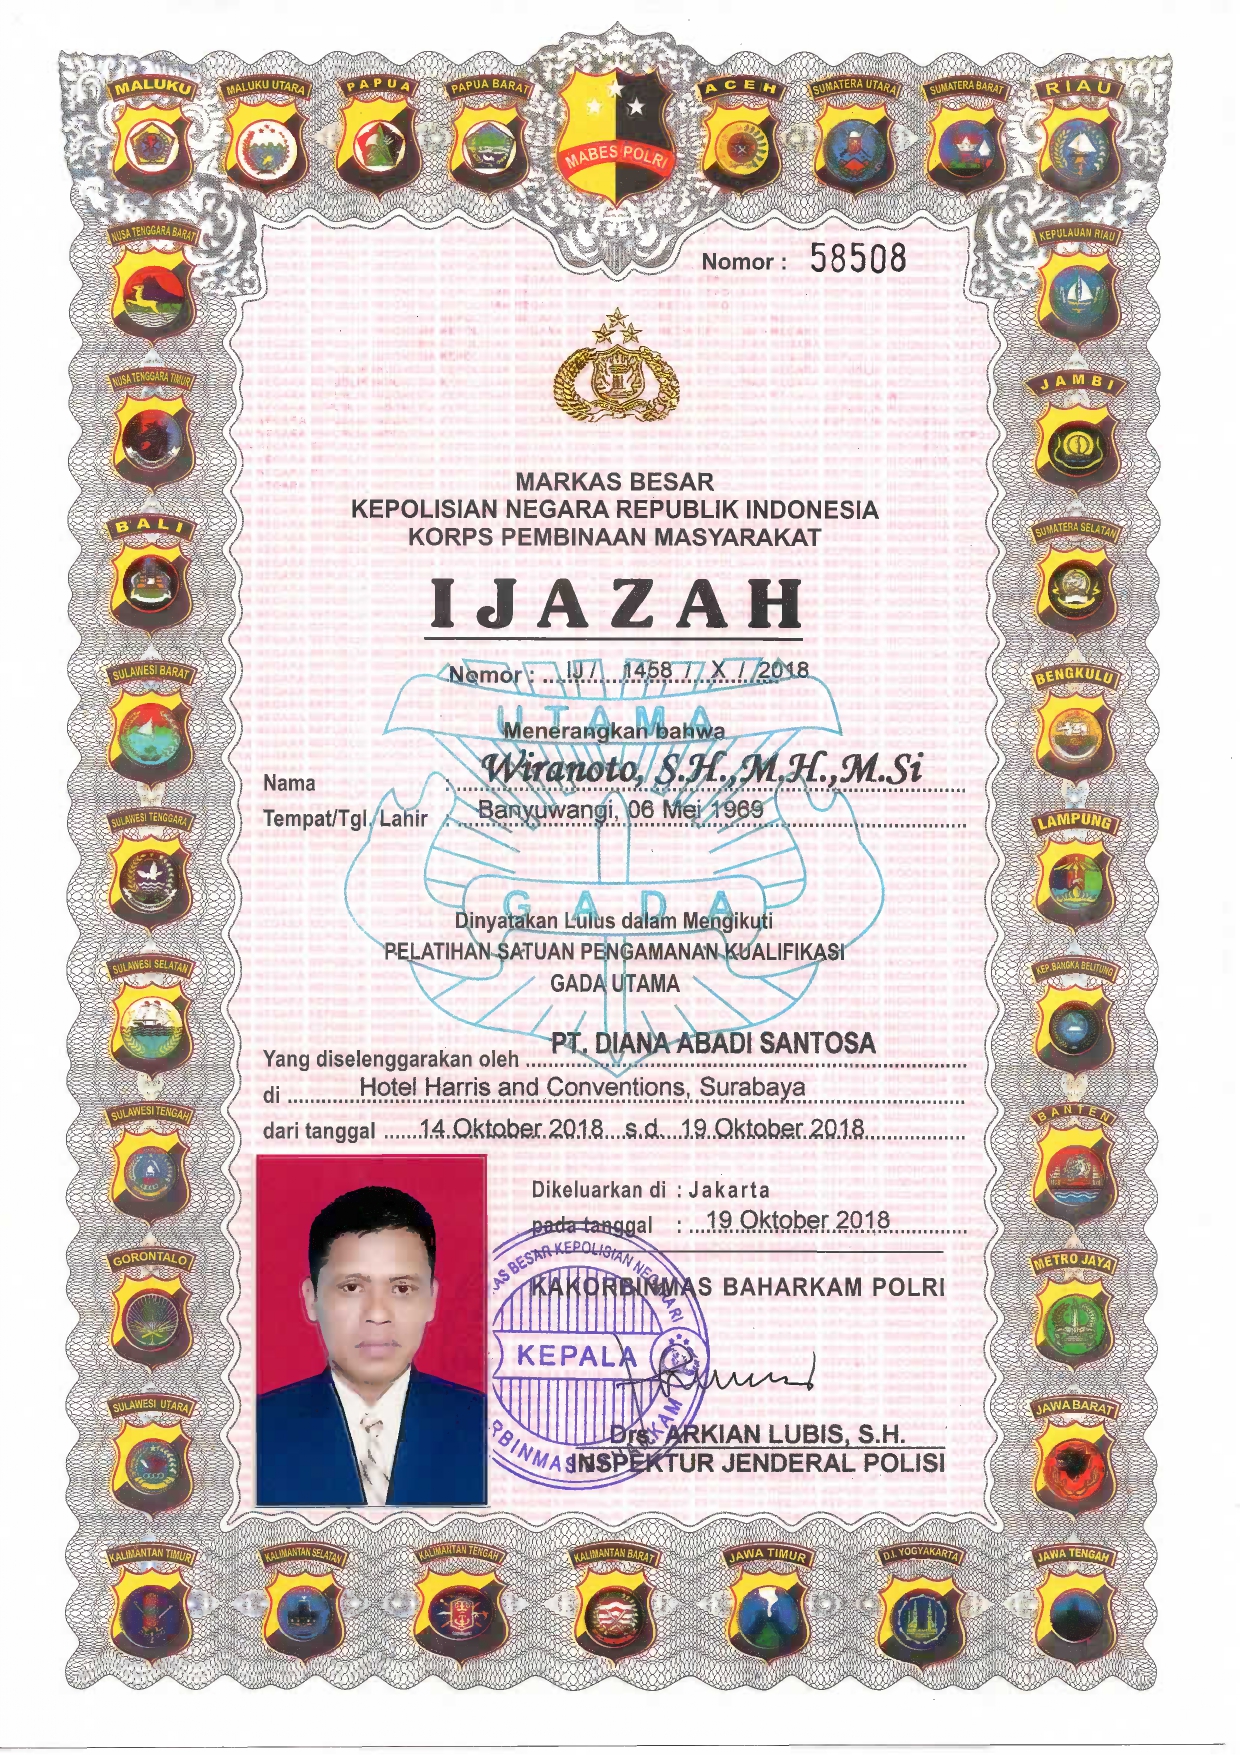 MALUKU
MALUKU UTARA
PAPUA
PAPUA BARAT
MABES POLRI
ACEH
SUMATERA UTARA
SUMATERA BARAT
RIAU
NUSA TENGGARA BARAT
KEPULAUAN RIAU
Nomor : 58508
NUSA TENGGARA TIMUR
JAMBI
MARKAS BESAR
KEPOLISIAN NEGARA REPUBLIK INDONESIA
KORPS PEMBINAAN MASYARAKAT
BALI
SUMATERA SELATAN
IJAZAH
SULAWESI BARAT
BENGKULU
Nomor : IJ / 1458 / X / 2018
UTAMA
Menerangkan bahwa
Nama : Wiranoto, S.H.,M.H.,M.Si
Tempat/Tgl. Lahir : Banyuwangi, 06 Mei 1969
SULAWESI TENGGARA
LAMPUNG
GADA
Dinyatakan Lulus dalam Mengikuti
PELATIHAN SATUAN PENGAMANAN KUALIFIKASI
GADA UTAMA
SULAWESI SELATAN
KEP.BANGKA BELITUNG
Yang diselenggarakan oleh PT. DIANA ABADI SANTOSA
di Hotel Harris and Conventions, Surabaya
dari tanggal 14 Oktober 2018 s.d. 19 Oktober 2018
SULAWESI TENGAH
BANTEN
Dikeluarkan di : Jakarta
pada tanggal : 19 Oktober 2018
GORONTALO
METRO JAYA
KAKORBINMAS BAHARKAM POLRI
KEPALA
SULAWESI UTARA
JAWA BARAT
Drs. ARKIAN LUBIS, S.H.
INSPEKTUR JENDERAL POLISI
KALIMANTAN TIMUR
KALIMANTAN SELATAN
KALIMANTAN TENGAH
KALIMANTAN BARAT
JAWA TIMUR
D.I. YOGYAKARTA
JAWA TENGAH